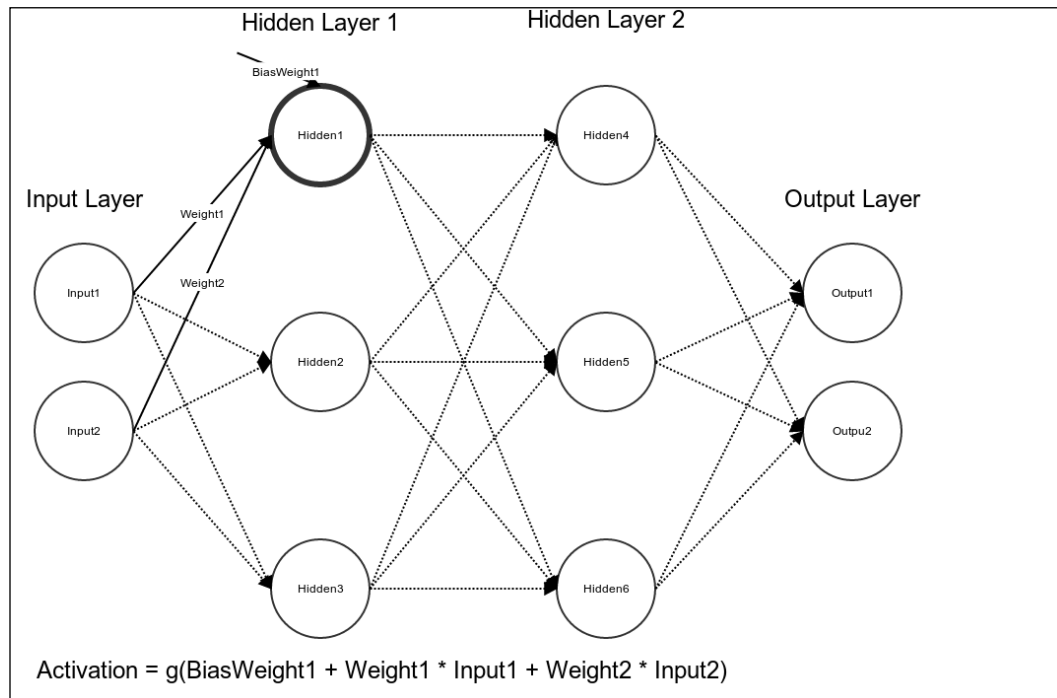 Hidden Layer 1
Hidden Layer 2
BiasWeight1
Hidden1
Hidden4
Input Layer
Weight1
Output Layer
Weight2
Input1
Output1
Hidden2
Hidden5
Input2
Outpu2
Hidden3
Hidden6
Activation = g(BiasWeight1 + Weight1 * Input1 + Weight2 * Input2)